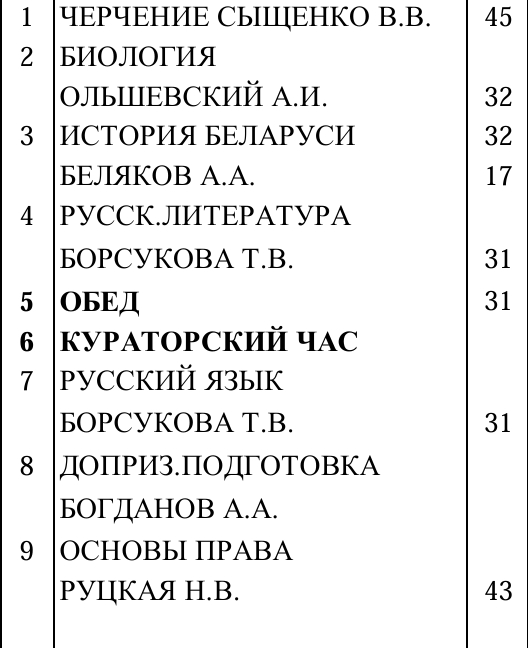 1 ЧЕРЧЕНИЕ СЫЩЕНКО В.В. 45
2 БИОЛОГИЯ
ОЛЬШЕВСКИЙ А.И. 32
3 ИСТОРИЯ БЕЛАРУСИ 32
БЕЛЯКОВ А.А. 17
4 РУССК.ЛИТЕРАТУРА
БОРСУКОВА Т.В. 31
5 ОБЕД 31
6 КУРАТОРСКИЙ ЧАС
7 РУССКИЙ ЯЗЫК
БОРСУКОВА Т.В. 31
8 ДОПРИЗ.ПОДГОТОВКА
БОГДАНОВ А.А.
9 ОСНОВЫ ПРАВА
РУЦКАЯ Н.В. 43